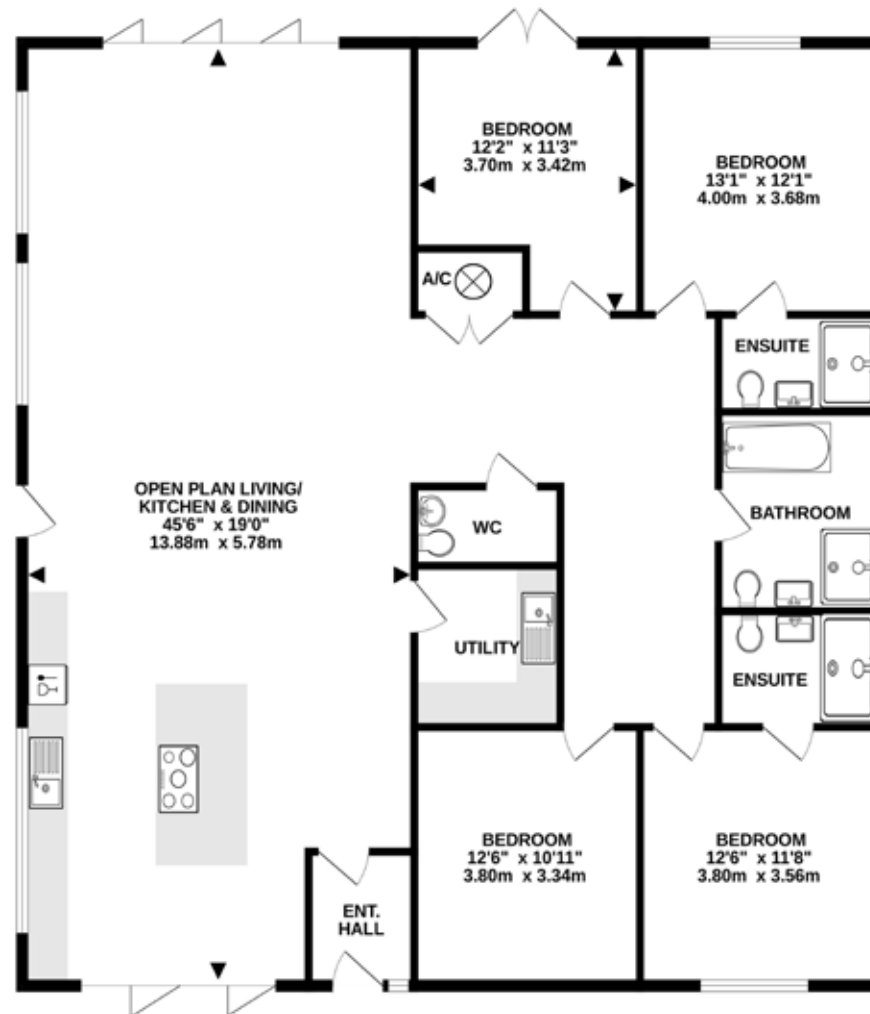 BEDROOM
12'2" x 11'3"
3.70m x 3.42m
BEDROOM
13'1" x 12'1"
4.00m x 3.68m
A/C
ENSUITE
OPEN PLAN LIVING/
KITCHEN & DINING
45'6" x 19'0"
13.88m x 5.78m
WC
BATHROOM
UTILITY
ENSUITE
BEDROOM
12'6" x 10'11"
3.80m x 3.34m
BEDROOM
12'6" x 11'8"
3.80m x 3.56m
ENT.
HALL